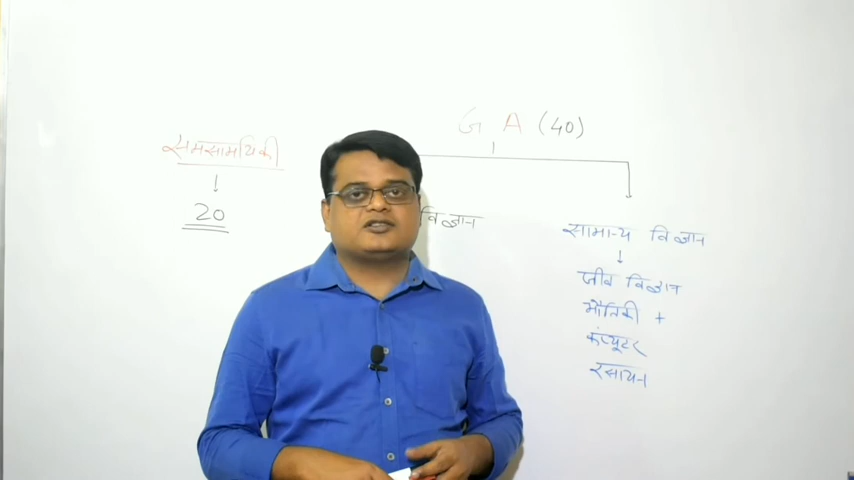 G A (40)
समसामयिकी
20
विज्ञान
सामान्य विज्ञान
जीव विज्ञान
भौतिकी +
कंप्यूटर
रसायन